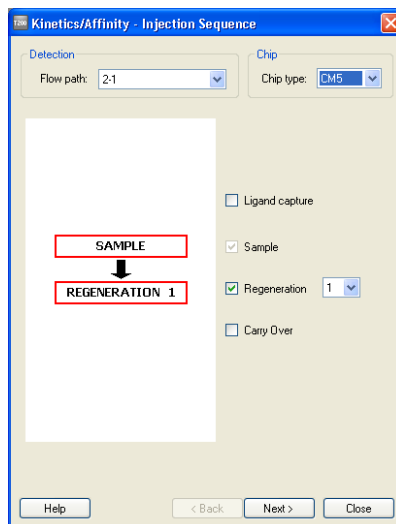 T200 Kinetics/Affinity - Injection Sequence
Detection
Flow path: 2-1
Chip
Chip type: CM5
Ligand capture
SAMPLE
Sample
REGENERATION 1
Regeneration 1
Carry Over
Help < Back Next > Close